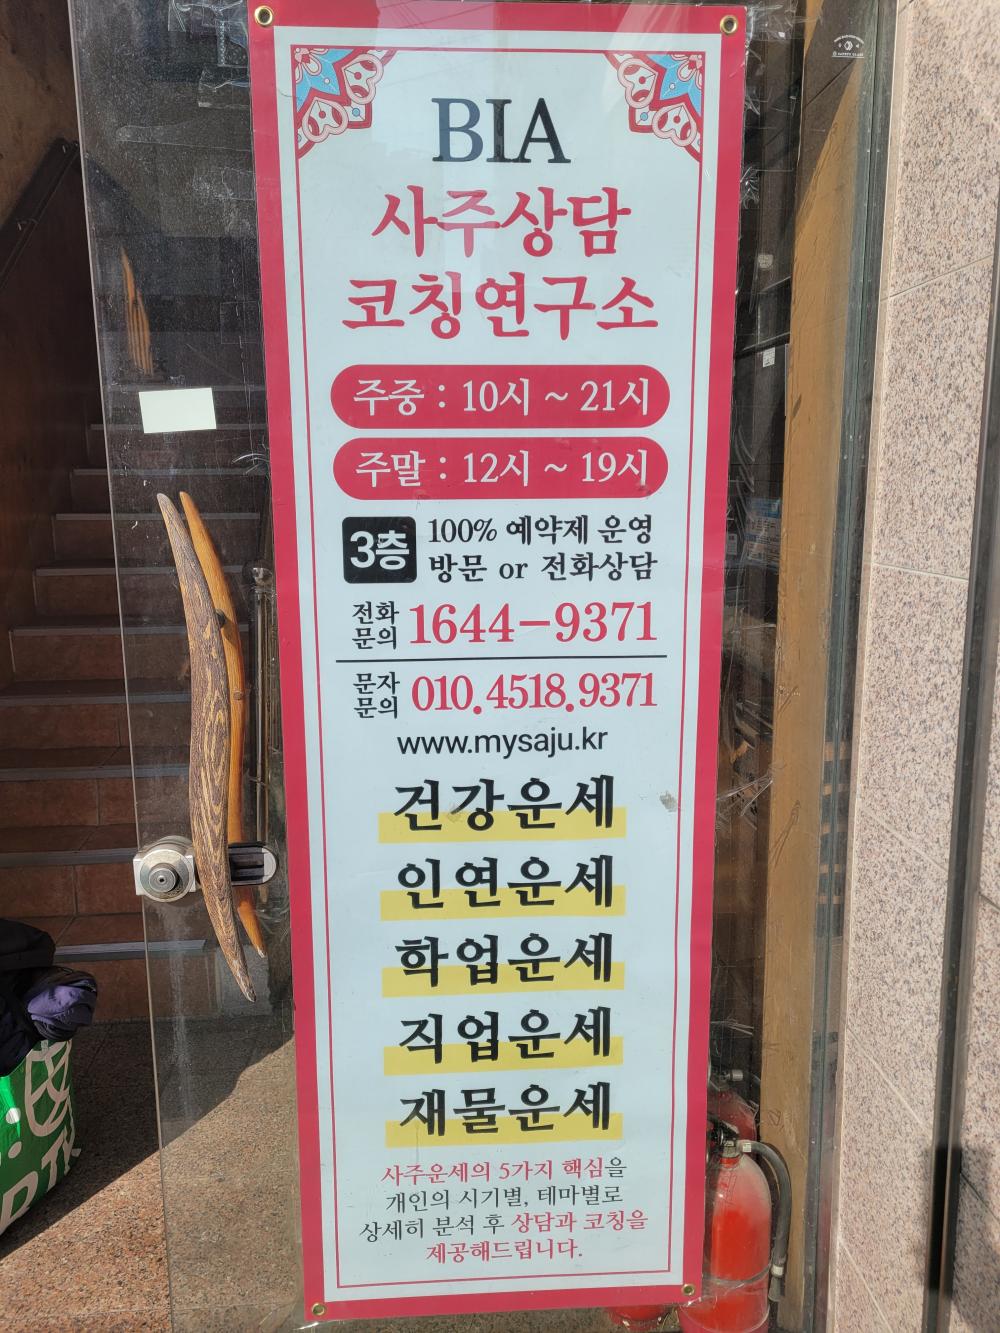 BIA
사주상담
코칭연구소
주중 : 10시 ~ 21시
주말 : 12시 ~ 19시
3층
100% 예약제 운영
방문 or 전화상담
전화
문의
1644-9371
문자
문의
010.4518.9371
www.mysaju.kr
건강운세
인연운세
학업운세
직업운세
재물운세
사주운세의 5가지 핵심을
개인의 시기별, 테마별로
상세히 분석 후 상담과 코칭을
제공해드립니다.